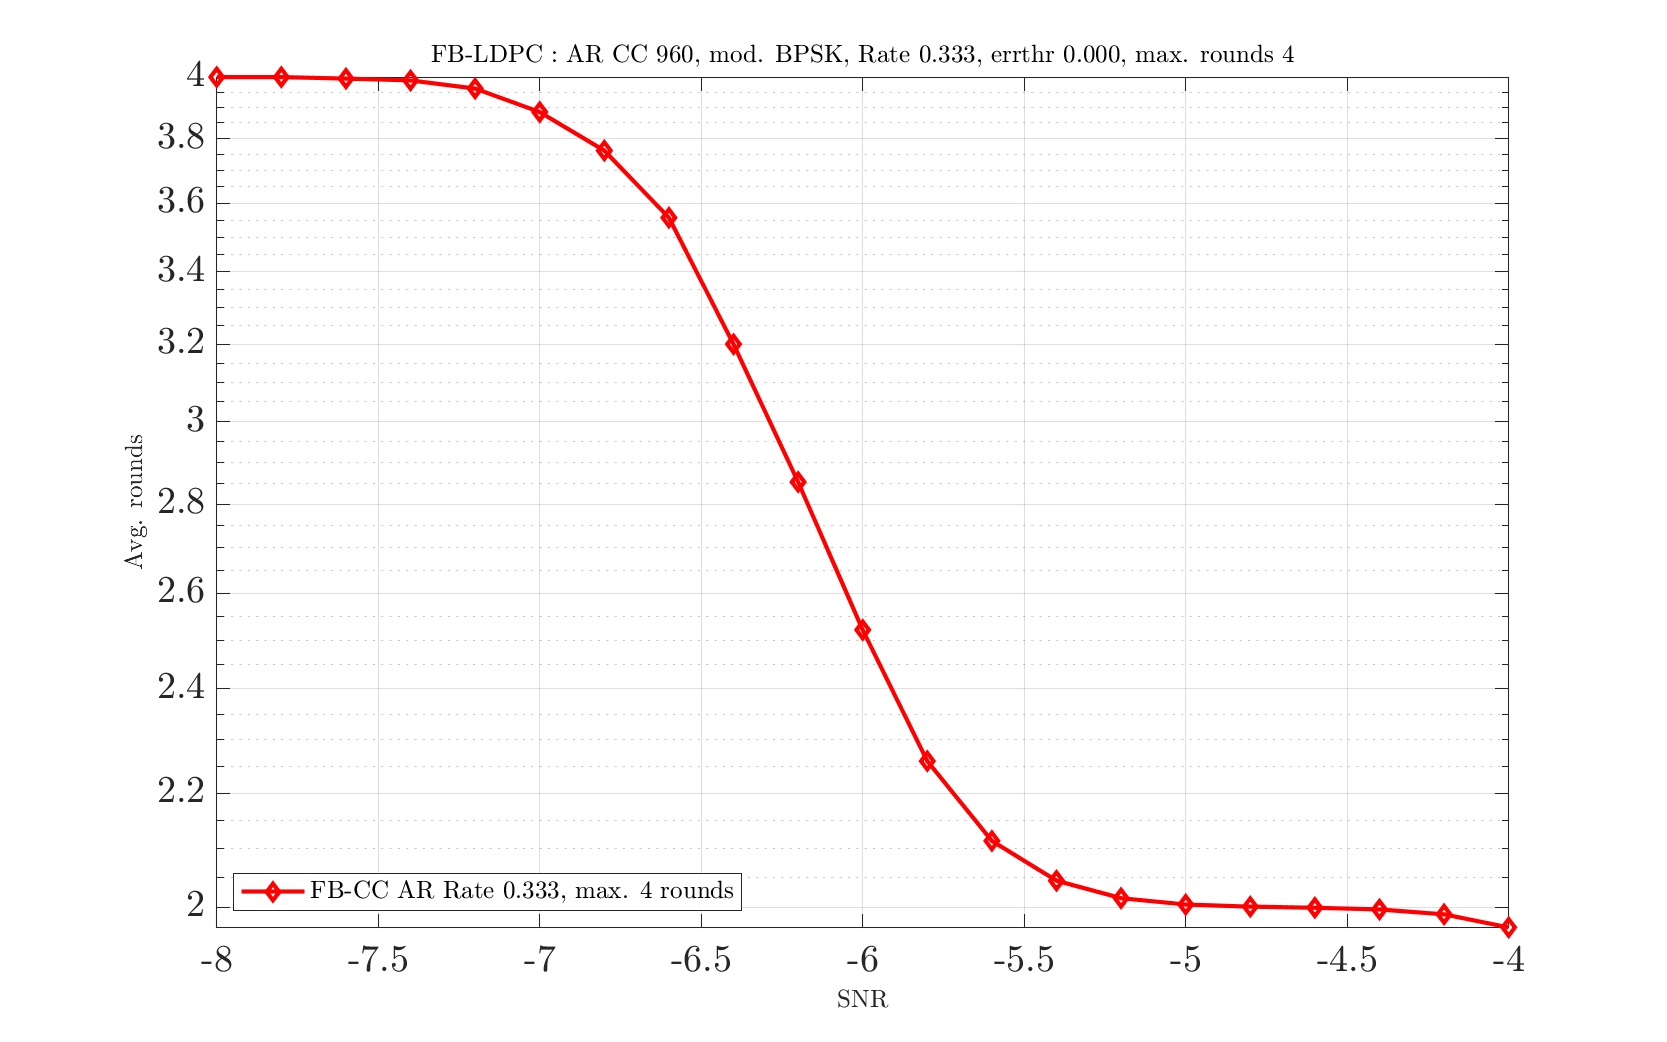 FB-LDPC : AR CC 960, mod. BPSK, Rate 0.333, errthr 0.000, max. rounds 4
4
3.8
3.6
3.4
3.2
3
2.8
2.6
2.4
2.2
2
Avg. rounds
FB-CC AR Rate 0.333, max. 4 rounds
-8 -7.5 -7 -6.5 -6 -5.5 -5 -4.5 -4
SNR